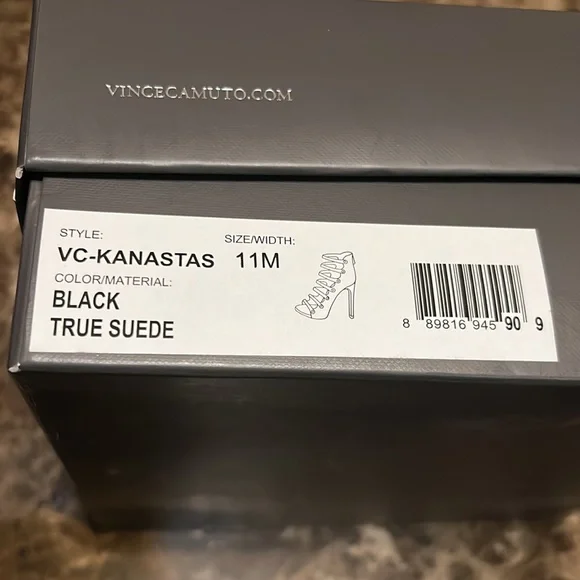 VINCECAMUTO.COM
STYLE:
VC-KANASTAS
SIZE/WIDTH:
11M
COLOR/MATERIAL:
BLACK
TRUE SUEDE
8 89816 945 90 9